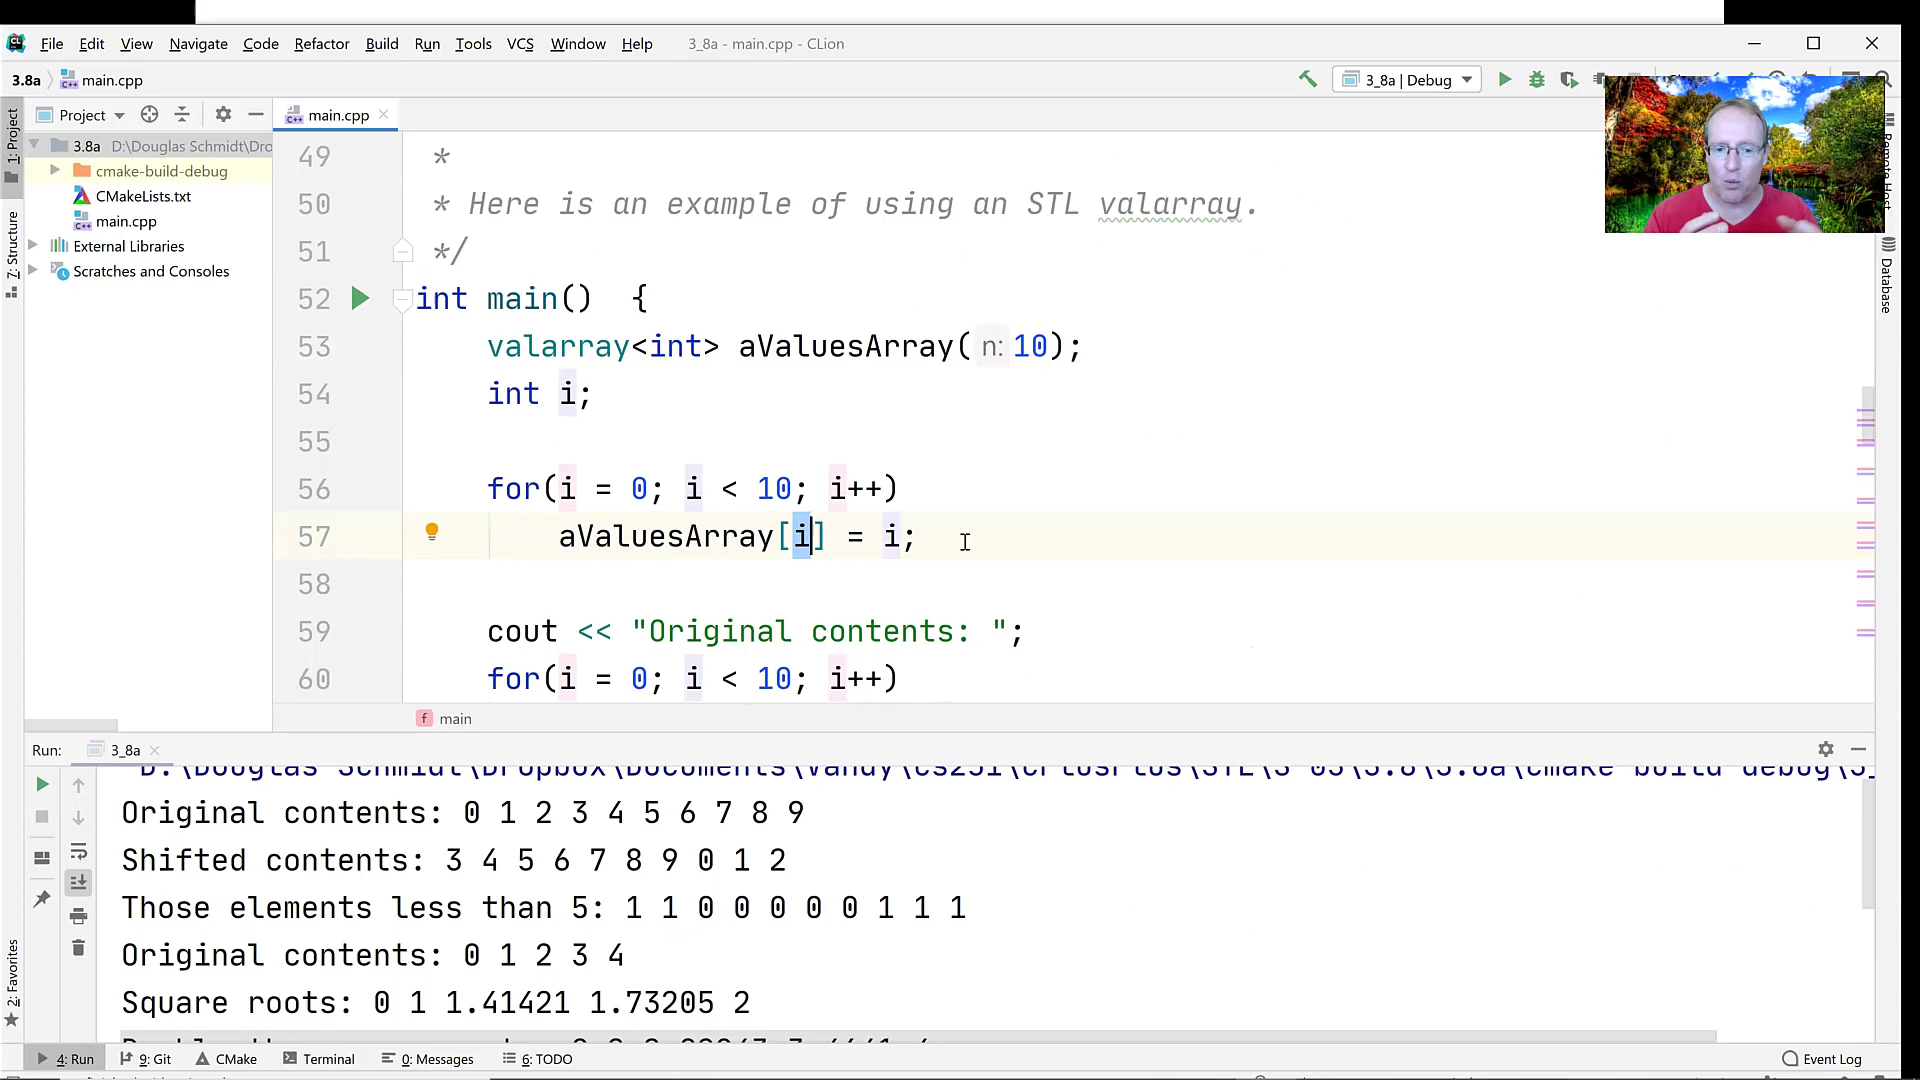 File Edit View Navigate Code Refactor Build Run Tools VCS Window Help 3_8a - main.cpp - CLion
3.8a main.cpp 3_8a | Debug
1: Project
Project
main.cpp
3.8a D:\Douglas Schmidt\Dro
cmake-build-debug
CMakeLists.txt
main.cpp
External Libraries
Scratches and Consoles
7: Structure
Remote Host
Database
49 *
50 * Here is an example of using an STL valarray.
51 */
52 int main() {
53 valarray<int> aValuesArray( n: 10);
54 int i;
55
56 for(i = 0; i < 10; i++)
57 aValuesArray[i] = i;
58
59 cout << "Original contents: ";
60 for(i = 0; i < 10; i++)
f main
Run: 3_8a
Original contents: 0 1 2 3 4 5 6 7 8 9
Shifted contents: 3 4 5 6 7 8 9 0 1 2
Those elements less than 5: 1 1 0 0 0 0 0 1 1 1
Original contents: 0 1 2 3 4
Square roots: 0 1 1.41421 1.73205 2
2: Favorites
4: Run 9: Git CMake Terminal 0: Messages 6: TODO Event Log